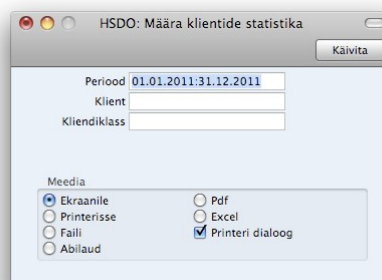 HSDO: Määra klientide statistika
Käivita
Periood 01.01.2011:31.12.2011
Klient
Kliendiklass
Meedia
Ekraanile
Printerisse
Faili
Abilaud
Pdf
Excel
Printeri dialoog